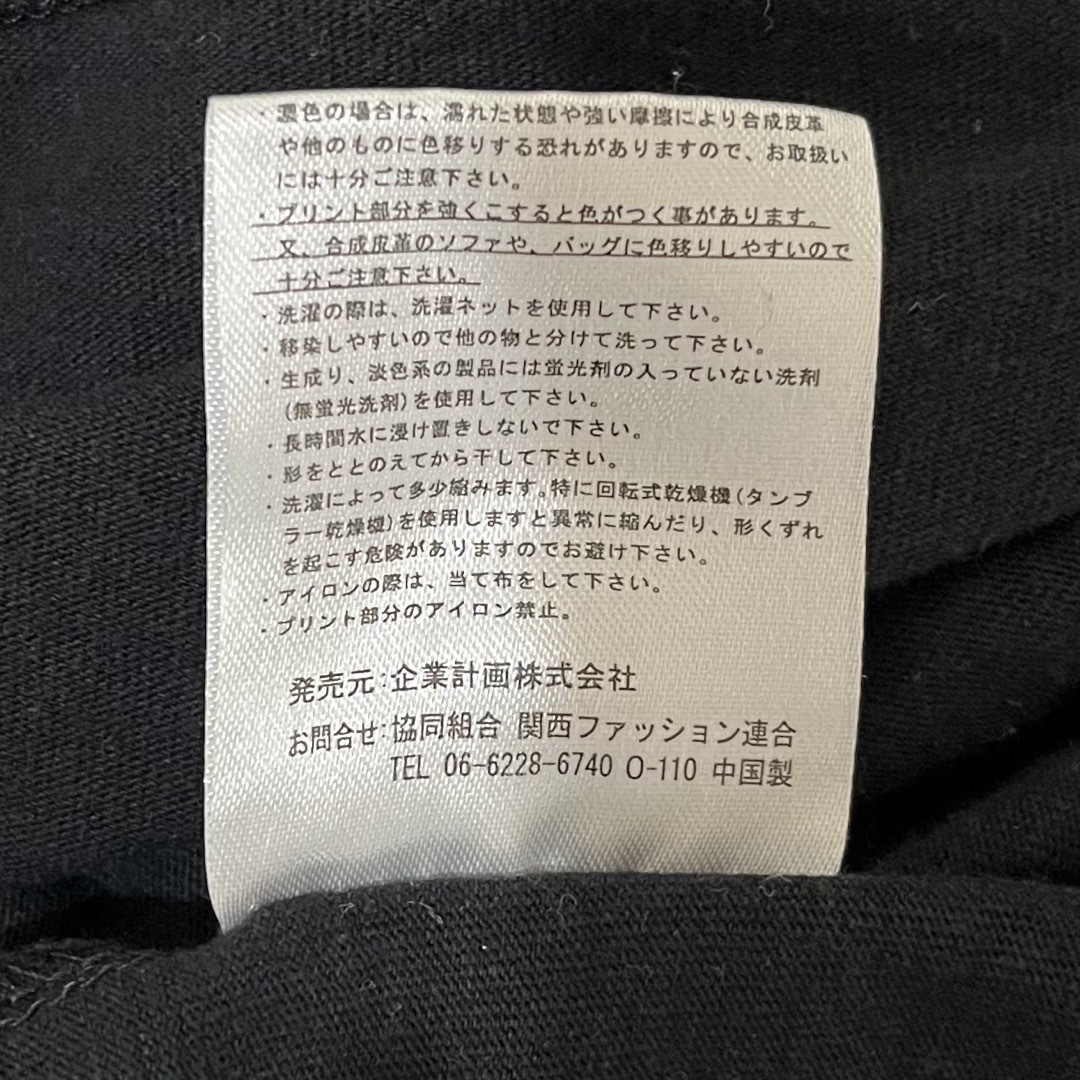 ・濃色の場合は、濡れた状態や強い摩擦により合成皮革
や他のものに色移りする恐れがありますので、お取扱い
には十分ご注意下さい。
・プリント部分を強くこすると色がつく事があります。
又、合成皮革のソファや、バッグに色移りしやすいので
十分ご注意下さい。
・洗濯の際は、洗濯ネットを使用して下さい。
・移染しやすいので他の物と分けて洗って下さい。
・生成り、淡色系の製品には蛍光剤の入っていない洗剤
(無蛍光洗剤)を使用して下さい。
・長時間水に浸け置きしないで下さい。
・形をととのえてから干して下さい。
・洗濯によって多少縮みます。特に回転式乾燥機(タンブ
ラー乾燥機)を使用しますと異常に縮んだり、形くずれ
を起こす危険がありますのでお避け下さい。
・アイロンの際は、当て布をして下さい。
・プリント部分のアイロン禁止。
発売元:企業計画株式会社
お問合せ:協同組合 関西ファッション連合
TEL 06-6228-6740 O-110 中国製